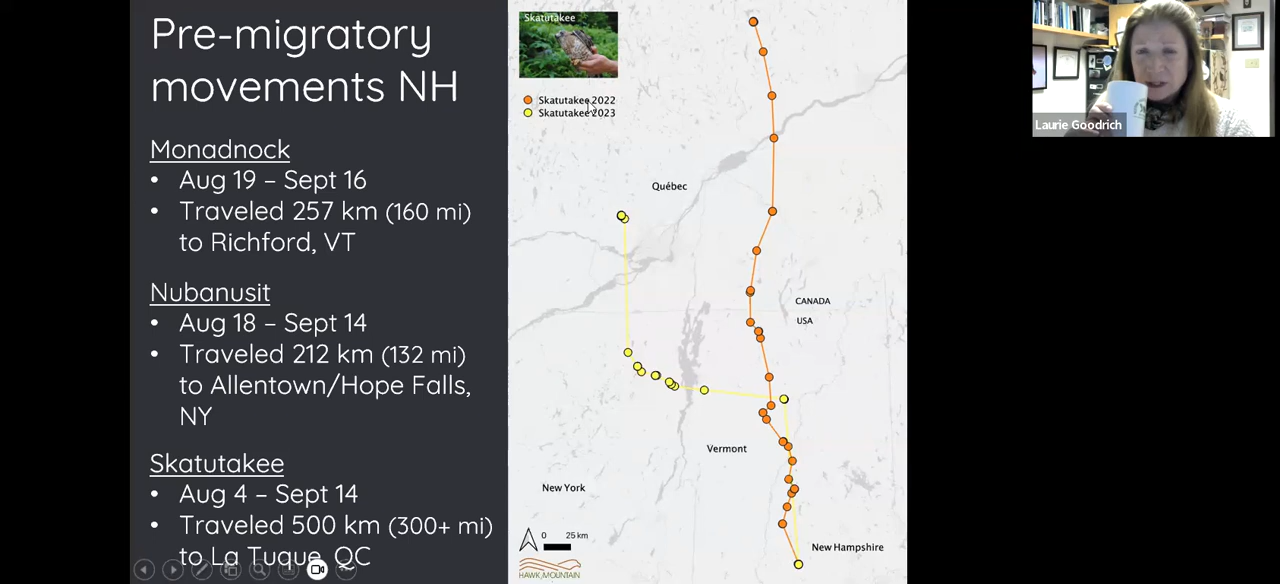 Pre-migratory
movements NH
Monadnock
• Aug 19 – Sept 16
• Traveled 257 km (160 mi)
to Richford, VT
Nubanusit
• Aug 18 – Sept 14
• Traveled 212 km (132 mi)
to Allentown/Hope Falls,
NY
Skatutakee
• Aug 4 – Sept 14
• Traveled 500 km (300+ mi)
to La Tuque, QC
Skatutakee
Skatutakee 2022
Skatutakee 2023
Québec
CANADA
USA
Vermont
New York
New Hampshire
0 25 km
HAWK MOUNTAIN
Laurie Goodrich